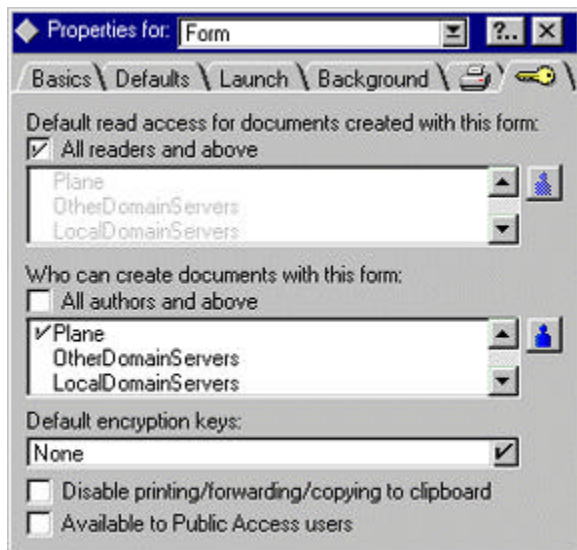 Properties for: Form ?..
Basics Defaults Launch Background
Default read access for documents created with this form:
All readers and above
Plane
OtherDomainServers
LocalDomainServers
Who can create documents with this form:
All authors and above
Plane
OtherDomainServers
LocalDomainServers
Default encryption keys:
None
Disable printing/forwarding/copying to clipboard
Available to Public Access users